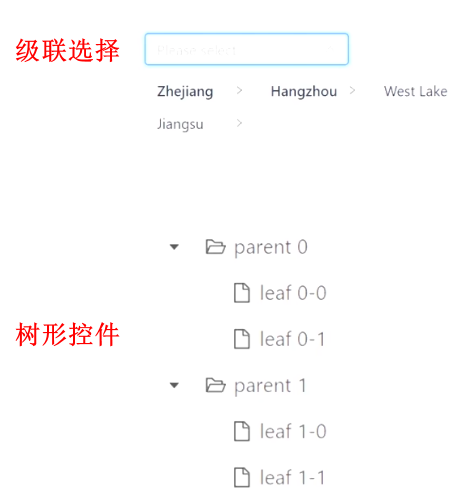 级联选择
Please select
Zhejiang > Hangzhou > West Lake
Jiangsu >
parent 0
leaf 0-0
树形控件
leaf 0-1
parent 1
leaf 1-0
leaf 1-1